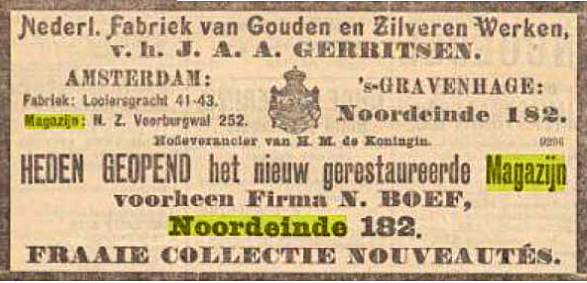 Nederl. Fabriek van Gouden en Zilveren Werken,
v. h. J. A. A. GERRITSEN.
AMSTERDAM:
Fabriek: Looiersgracht 41-43.
Magazijn: N. Z. Voorburgwal 252.
's-GRAVENHAGE:
Noordeinde 182.
Hofleverancier van H. M. de Koningin.
9296
HEDEN GEOPEND het nieuw gerestaureerde Magazijn
voorheen Firma N. BOEF,
Noordeinde 182.
FRAAIE COLLECTIE NOUVEAUTÉS.